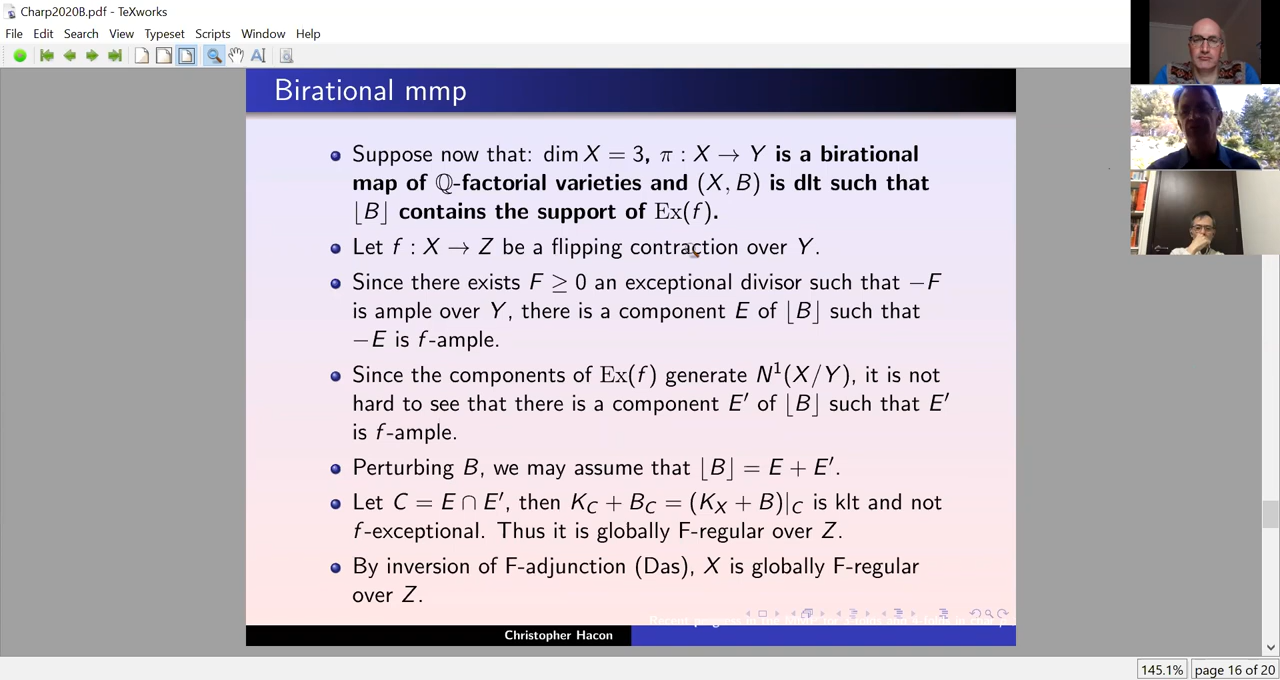 Charp2020B.pdf - TeXworks
File Edit Search View Typeset Scripts Window Help
Birational mmp
Suppose now that: dim X = 3, π : X → Y is a birational
map of ℚ-factorial varieties and (X, B) is dlt such that
⌊B⌋ contains the support of Ex(f).
Let f : X → Z be a flipping contraction over Y.
Since there exists F ≥ 0 an exceptional divisor such that −F
is ample over Y, there is a component E of ⌊B⌋ such that
−E is f-ample.
Since the components of Ex(f) generate N¹(X/Y), it is not
hard to see that there is a component E′ of ⌊B⌋ such that E′
is f-ample.
Perturbing B, we may assume that ⌊B⌋ = E + E′.
Let C = E ∩ E′, then K_C + B_C = (K_X + B)|_C is klt and not
f-exceptional. Thus it is globally F-regular over Z.
By inversion of F-adjunction (Das), X is globally F-regular
over Z.
Christopher Hacon
145.1% page 16 of 20